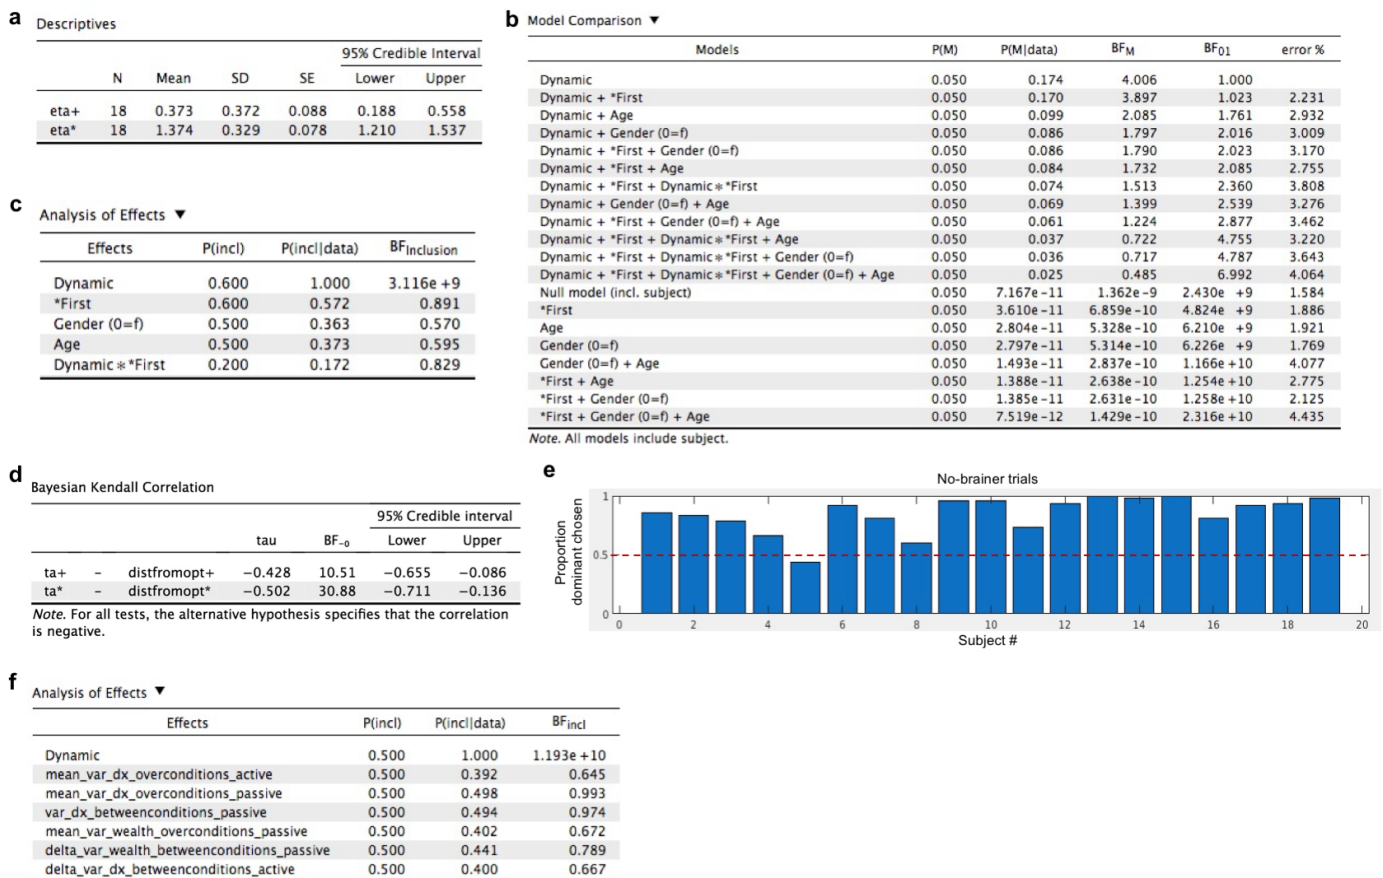 a
Descriptives
95% Credible Interval
N Mean SD SE Lower Upper
eta+ 18 0.373 0.372 0.088 0.188 0.558
eta* 18 1.374 0.329 0.078 1.210 1.537
b Model Comparison ▼
Models P(M) P(M|data) BFM BF01 error %
Dynamic 0.050 0.174 4.006 1.000
Dynamic + *First 0.050 0.170 3.897 1.023 2.231
Dynamic + Age 0.050 0.099 2.085 1.761 2.932
Dynamic + Gender (0=f) 0.050 0.086 1.797 2.016 3.009
Dynamic + *First + Gender (0=f) 0.050 0.086 1.790 2.023 3.170
Dynamic + *First + Age 0.050 0.084 1.732 2.085 2.755
Dynamic + *First + Dynamic * *First 0.050 0.074 1.513 2.360 3.808
Dynamic + Gender (0=f) + Age 0.050 0.069 1.399 2.539 3.276
Dynamic + *First + Gender (0=f) + Age 0.050 0.061 1.224 2.877 3.462
Dynamic + *First + Dynamic * *First + Age 0.050 0.037 0.722 4.755 3.220
Dynamic + *First + Dynamic * *First + Gender (0=f) 0.050 0.036 0.717 4.787 3.643
Dynamic + *First + Dynamic * *First + Gender (0=f) + Age 0.050 0.025 0.485 6.992 4.064
Null model (incl. subject) 0.050 7.167e -11 1.362e -9 2.430e +9 1.584
*First 0.050 3.610e -11 6.859e -10 4.824e +9 1.886
Age 0.050 2.804e -11 5.328e -10 6.210e +9 1.921
Gender (0=f) 0.050 2.797e -11 5.314e -10 6.226e +9 1.769
Gender (0=f) + Age 0.050 1.493e -11 2.837e -10 1.166e +10 4.077
*First + Age 0.050 1.388e -11 2.638e -10 1.254e +10 2.775
*First + Gender (0=f) 0.050 1.385e -11 2.631e -10 1.258e +10 2.125
*First + Gender (0=f) + Age 0.050 7.519e -12 1.429e -10 2.316e +10 4.435
Note. All models include subject.
c
Analysis of Effects ▼
Effects P(incl) P(incl|data) BFInclusion
Dynamic 0.600 1.000 3.116e +9
*First 0.600 0.572 0.891
Gender (0=f) 0.500 0.363 0.570
Age 0.500 0.373 0.595
Dynamic * *First 0.200 0.172 0.829
d
Bayesian Kendall Correlation
95% Credible interval
tau BF-0 Lower Upper
ta+ - distfromopt+ -0.428 10.51 -0.655 -0.086
ta* - distfromopt* -0.502 30.88 -0.711 -0.136
Note. For all tests, the alternative hypothesis specifies that the correlation
is negative.
e
No-brainer trials
Proportion
dominant chosen
1
0.5
0
0 2 4 6 8 10 12 14 16 18 20
Subject #
f
Analysis of Effects ▼
Effects P(incl) P(incl|data) BFincl
Dynamic 0.500 1.000 1.193e +10
mean_var_dx_overconditions_active 0.500 0.392 0.645
mean_var_dx_overconditions_passive 0.500 0.498 0.993
var_dx_betweenconditions_passive 0.500 0.494 0.974
mean_var_wealth_overconditions_passive 0.500 0.402 0.672
delta_var_wealth_betweenconditions_passive 0.500 0.441 0.789
delta_var_dx_betweenconditions_active 0.500 0.400 0.667